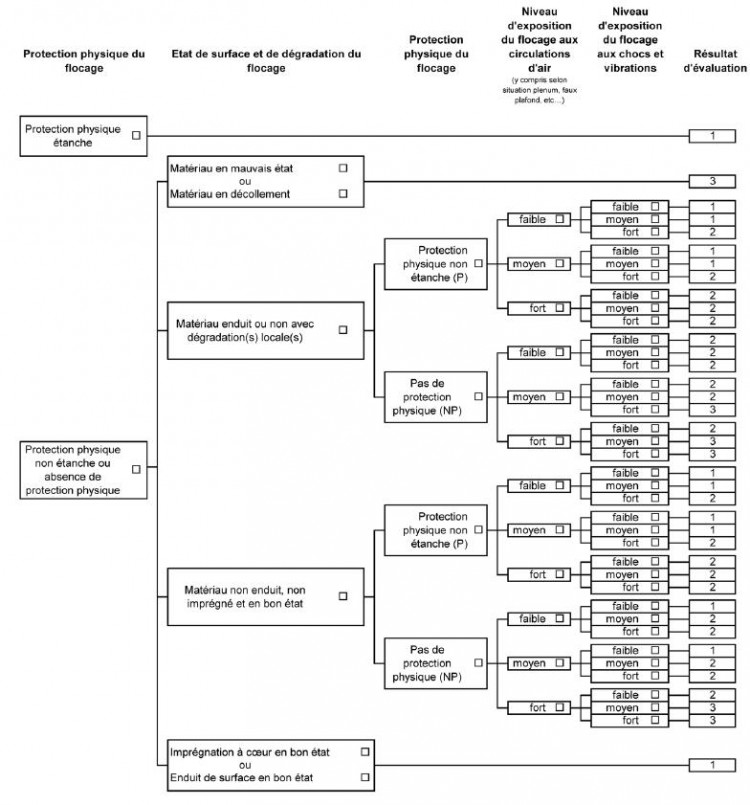 Protection physique du
flocage
Etat de surface et de dégradation du
flocage
Protection
physique du
flocage
Niveau
d'exposition
du flocage aux
circulations
d'air
(y compris selon
situation plenum, faux
plafond, etc…)
Niveau
d'exposition
du flocage
aux chocs et
vibrations
Résultat
d'évaluation
Protection physique
étanche
1
Matériau en mauvais état
ou
Matériau en décollement
3
Protection physique
non étanche ou
absence de
protection physique
Matériau enduit ou non avec
dégradation(s) locale(s)
Protection
physique non
étanche (P)
faible
faible 1
moyen 1
fort 2
moyen
faible 1
moyen 1
fort 2
fort
faible 2
moyen 2
fort 2
Pas de
protection
physique (NP)
faible
faible 2
moyen 2
fort 2
moyen
faible 2
moyen 2
fort 3
fort
faible 2
moyen 3
fort 3
Matériau non enduit, non
imprégné et en bon état
Protection
physique non
étanche (P)
faible
faible 1
moyen 1
fort 2
moyen
faible 1
moyen 1
fort 2
fort
faible 2
moyen 2
fort 2
Pas de
protection
physique (NP)
faible
faible 1
moyen 2
fort 2
moyen
faible 1
moyen 2
fort 2
fort
faible 2
moyen 3
fort 3
Imprégnation à cœur en bon état
ou
Enduit de surface en bon état
1